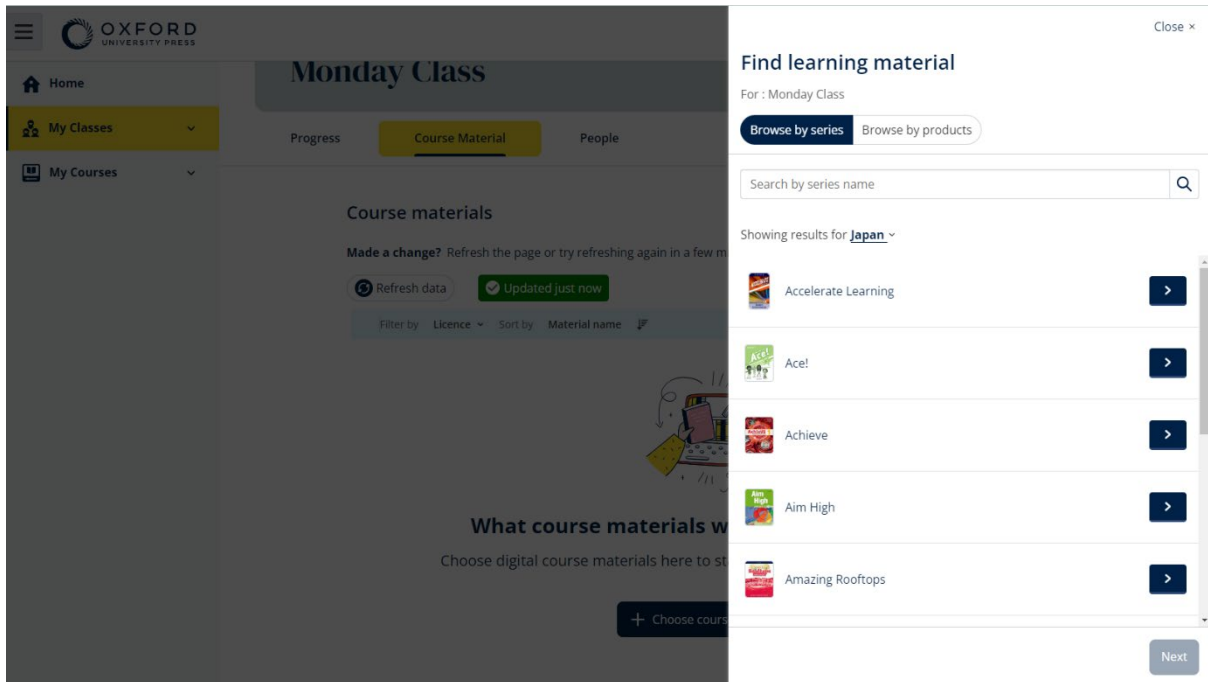 OXFORD
UNIVERSITY PRESS
Home
My Classes
My Courses
Monday Class
Progress
Course Material
People
Course materials
Made a change? Refresh the page or try refreshing again in a few m
Refresh data
Updated just now
Filter by Licence Sort by Material name
What course materials w
Choose digital course materials here to st
+ Choose cours
Close ×
Find learning material
For : Monday Class
Browse by series
Browse by products
Search by series name
Showing results for Japan
Accelerate Learning
Ace!
Ace!
Achieve
Aim High
Aim High
Amazing Rooftops
Next